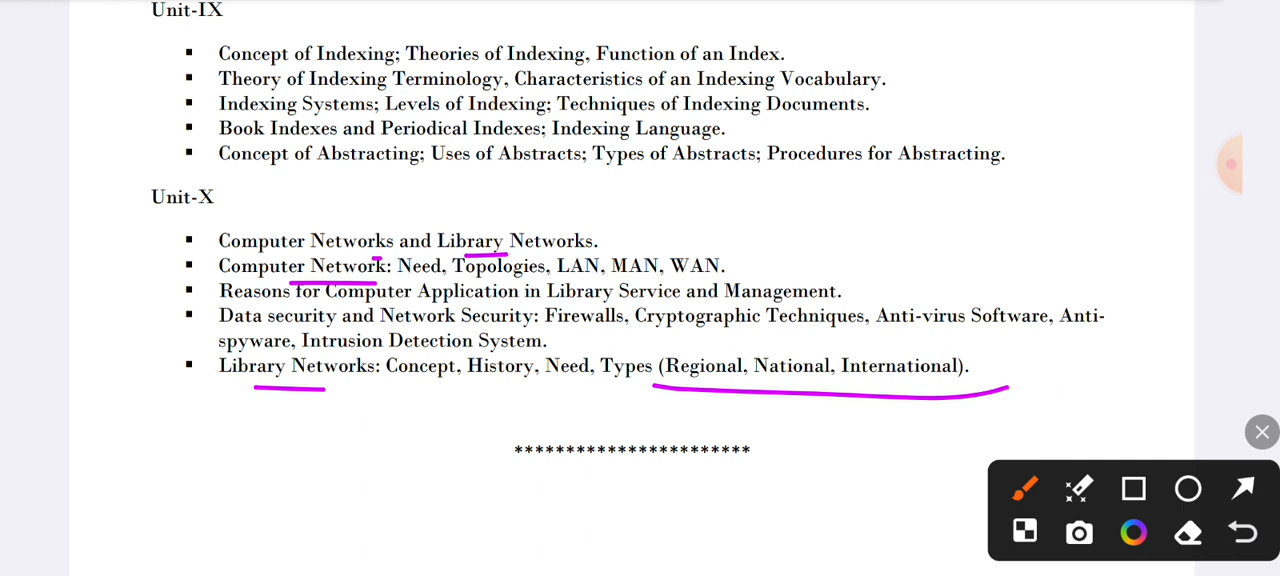 Unit-IX
▪ Concept of Indexing; Theories of Indexing, Function of an Index.
▪ Theory of Indexing Terminology, Characteristics of an Indexing Vocabulary.
▪ Indexing Systems; Levels of Indexing; Techniques of Indexing Documents.
▪ Book Indexes and Periodical Indexes; Indexing Language.
▪ Concept of Abstracting; Uses of Abstracts; Types of Abstracts; Procedures for Abstracting.
Unit-X
▪ Computer Networks and Library Networks.
▪ Computer Network: Need, Topologies, LAN, MAN, WAN.
▪ Reasons for Computer Application in Library Service and Management.
▪ Data security and Network Security: Firewalls, Cryptographic Techniques, Anti-virus Software, Anti-
spyware, Intrusion Detection System.
▪ Library Networks: Concept, History, Need, Types (Regional, National, International).
***********************